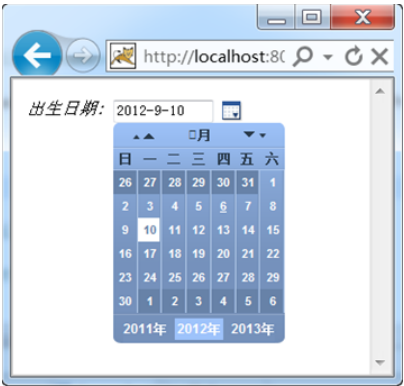 http://localhost:8(
出生日期: 2012-9-10
月
日 一 二 三 四 五 六
26 27 28 29 30 31 1
2 3 4 5 6 7 8
9 10 11 12 13 14 15
16 17 18 19 20 21 22
23 24 25 26 27 28 29
30 1 2 3 4 5 6
2011年 2012年 2013年